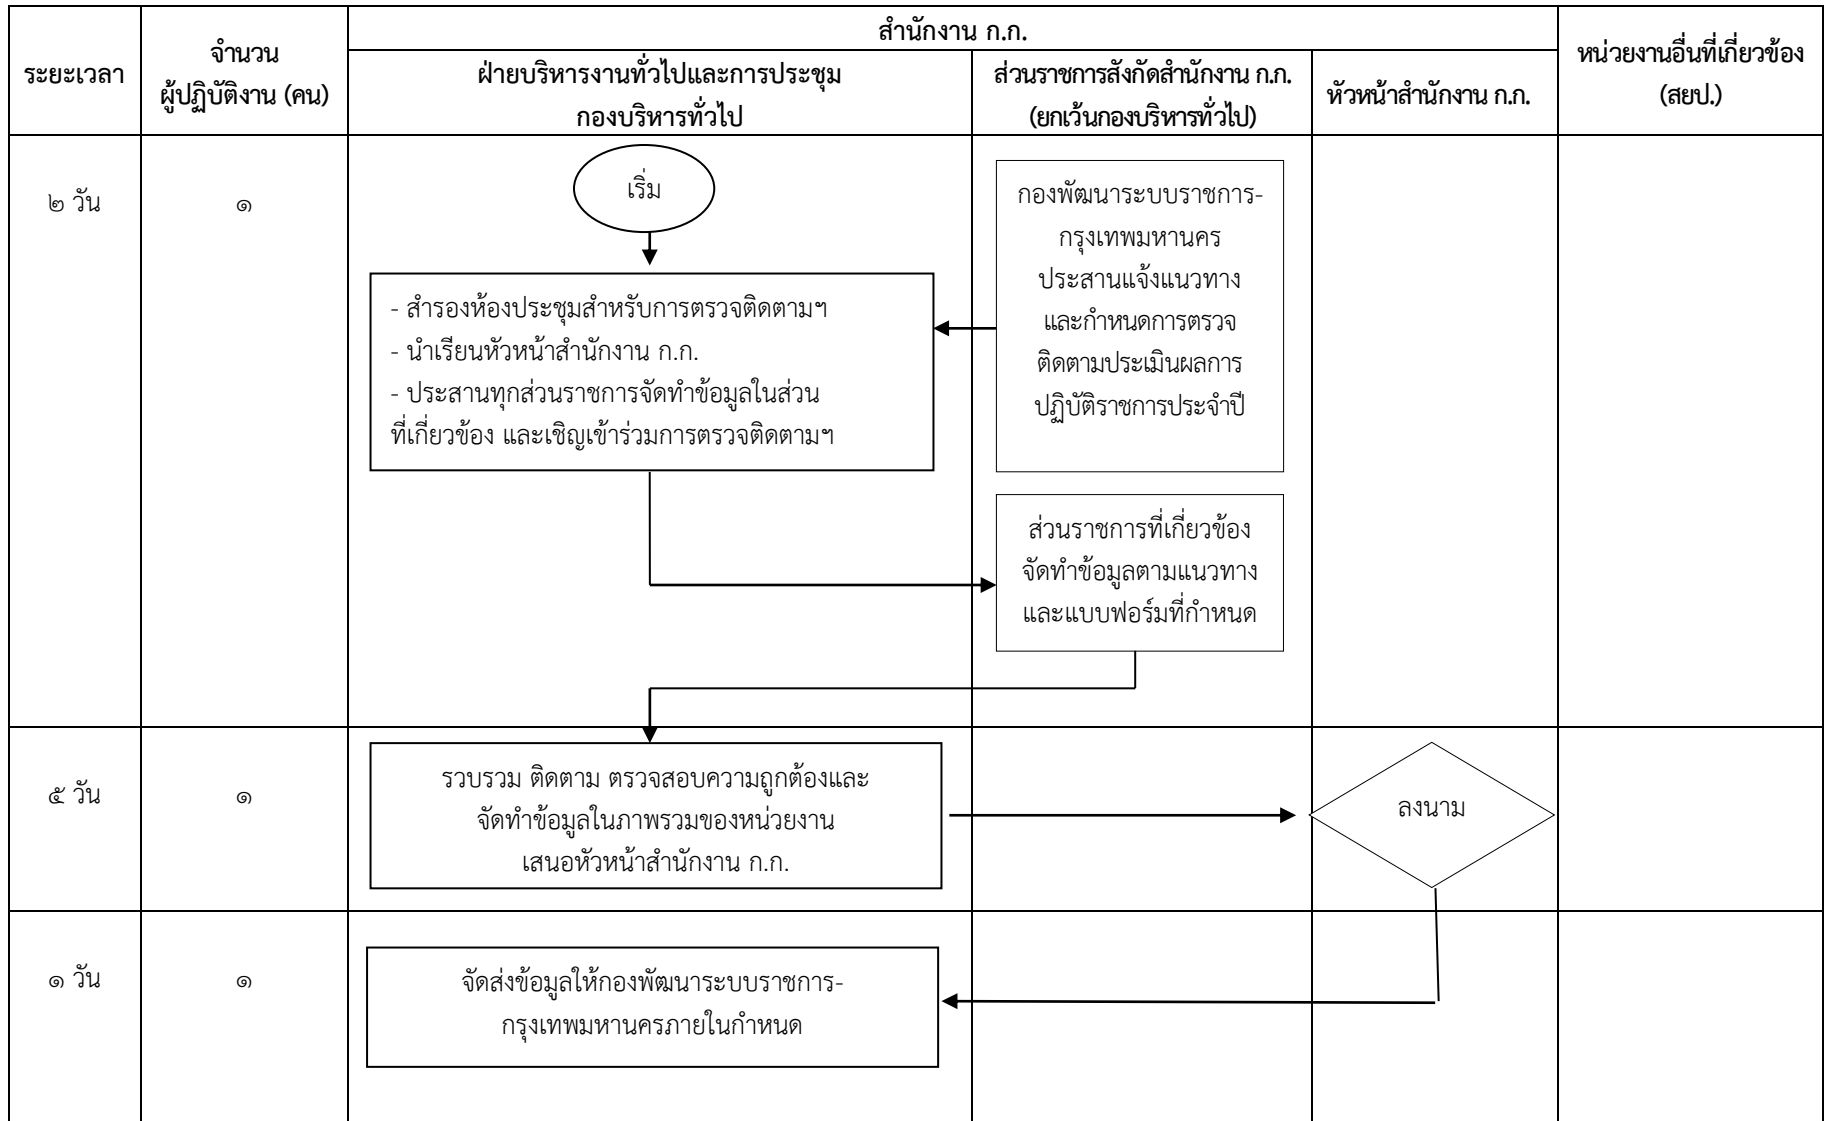 ระยะเวลา
จำนวน
ผู้ปฏิบัติงาน (คน)
สำนักงาน ก.ก.
ฝ่ายบริหารงานทั่วไปและการประชุม
กองบริหารทั่วไป
ส่วนราชการสังกัดสำนักงาน ก.ก.
(ยกเว้นกองบริหารทั่วไป)
หัวหน้าสำนักงาน ก.ก.
หน่วยงานอื่นที่เกี่ยวข้อง
(สยป.)
๒ วัน
๑
เริ่ม
- สำรองห้องประชุมสำหรับการตรวจติดตามฯ
- นำเรียนหัวหน้าสำนักงาน ก.ก.
- ประสานทุกส่วนราชการจัดทำข้อมูลในส่วน
ที่เกี่ยวข้อง และเชิญเข้าร่วมการตรวจติดตามฯ
กองพัฒนาระบบราชการ-
กรุงเทพมหานคร
ประสานแจ้งแนวทาง
และกำหนดการตรวจ
ติดตามประเมินผลการ
ปฏิบัติราชการประจำปี
ส่วนราชการที่เกี่ยวข้อง
จัดทำข้อมูลตามแนวทาง
และแบบฟอร์มที่กำหนด
๕ วัน
๑
รวบรวม ติดตาม ตรวจสอบความถูกต้องและ
จัดทำข้อมูลในภาพรวมของหน่วยงาน
เสนอหัวหน้าสำนักงาน ก.ก.
ลงนาม
๑ วัน
๑
จัดส่งข้อมูลให้กองพัฒนาระบบราชการ-
กรุงเทพมหานครภายในกำหนด